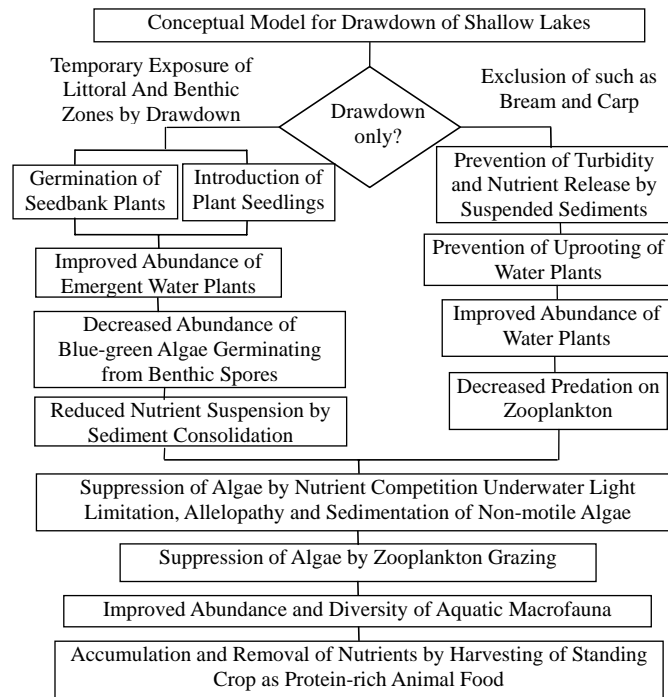 Conceptual Model for Drawdown of Shallow Lakes
Temporary Exposure of
Littoral And Benthic
Zones by Drawdown
Drawdown
only?
Exclusion of such as
Bream and Carp
Germination of
Seedbank Plants
Introduction of
Plant Seedlings
Improved Abundance of
Emergent Water Plants
Decreased Abundance of
Blue-green Algae Germinating
from Benthic Spores
Reduced Nutrient Suspension by
Sediment Consolidation
Prevention of Turbidity
and Nutrient Release by
Suspended Sediments
Prevention of Uprooting of
Water Plants
Improved Abundance of
Water Plants
Decreased Predation on
Zooplankton
Suppression of Algae by Nutrient Competition Underwater Light
Limitation, Allelopathy and Sedimentation of Non-motile Algae
Suppression of Algae by Zooplankton Grazing
Improved Abundance and Diversity of Aquatic Macrofauna
Accumulation and Removal of Nutrients by Harvesting of Standing
Crop as Protein-rich Animal Food